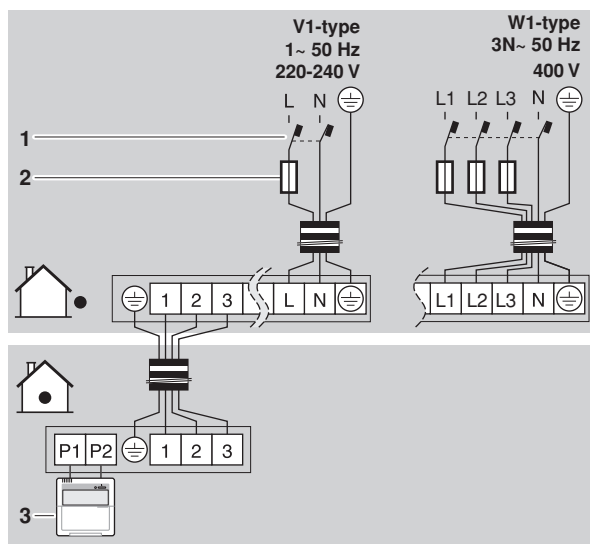 V1-type
1~ 50 Hz
220-240 V
W1-type
3N~ 50 Hz
400 V
L N
L1 L2 L3 N
1
2
1 2 3 L N
L1 L2 L3 N
P1 P2 1 2 3
3